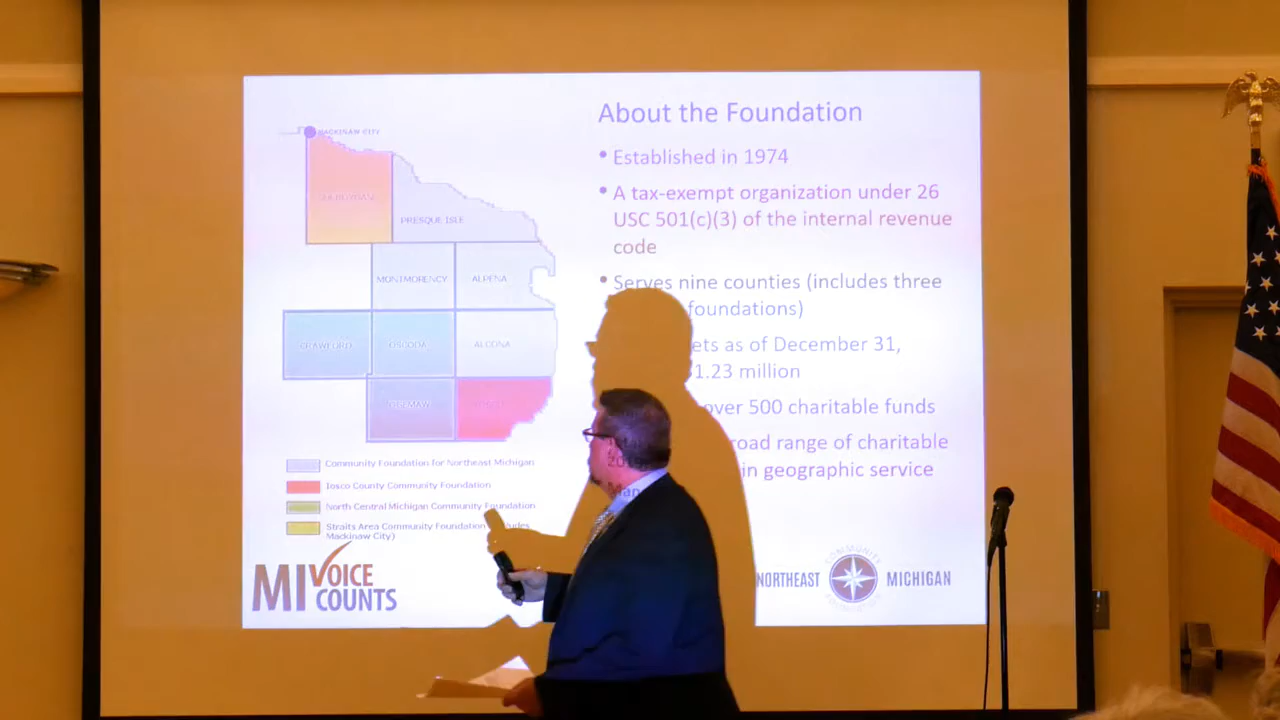 About the Foundation
• Established in 1974
• A tax-exempt organization under 26
USC 501(c)(3) of the internal revenue
code
• Serves nine counties (includes three
foundations)
as of December 31,
1.23 million
over 500 charitable funds
range of charitable
in geographic service
MACKINAW CITY
CHEBOYGAN
PRESQUE ISLE
MONTMORENCY
ALPENA
CRAWFORD
OSCODA
ALCONA
OGEMAW
Community Foundation for Northeast Michigan
Iosco County Community Foundation
North Central Michigan Community Foundation
Straits Area Community Foundation
Mackinaw City)
MI VOICE
COUNTS
COMMUNITY
NORTHEAST MICHIGAN
FOUNDATION